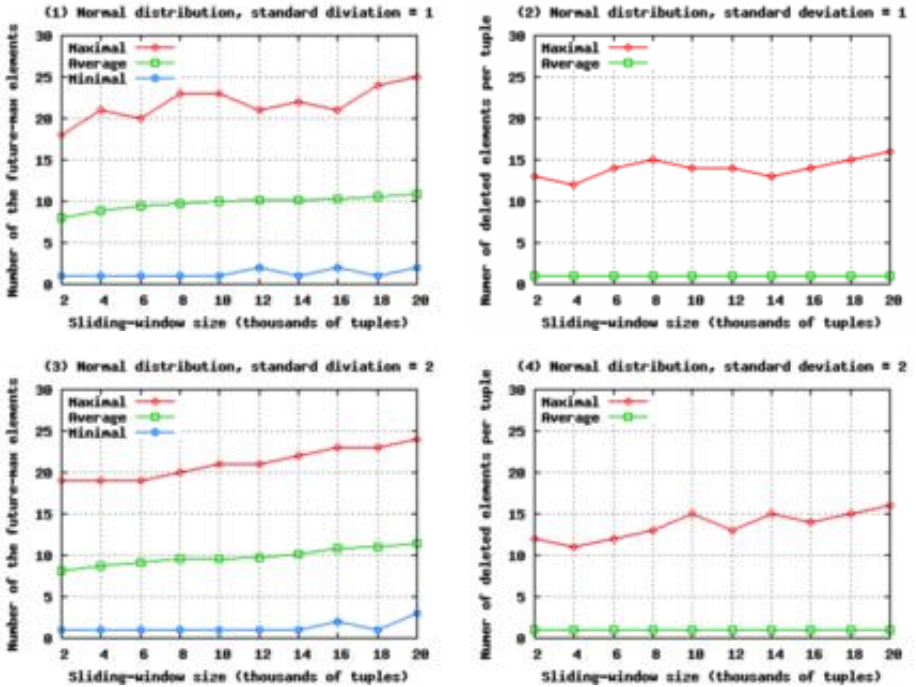 (1) Normal distribution, standard diviation = 1
Number of the future-max elements
30
25
20
15
10
5
0
Maximal
Average
Minimal
2 4 6 8 10 12 14 16 18 20
Sliding-window size (thousands of tuples)
(2) Normal distribution, standard deviation = 1
Numer of deleted elements per tuple
30
25
20
15
10
5
0
Maximal
Average
2 4 6 8 10 12 14 16 18 20
Sliding-window size (thousands of tuples)
(3) Normal distribution, standard diviation = 2
Number of the future-max elements
30
25
20
15
10
5
0
Maximal
Average
Minimal
2 4 6 8 10 12 14 16 18 20
Sliding-window size (thousands of tuples)
(4) Normal distribution, standard deviation = 2
Numer of deleted elements per tuple
30
25
20
15
10
5
0
Maximal
Average
2 4 6 8 10 12 14 16 18 20
Sliding-window size (thousands of tuples)